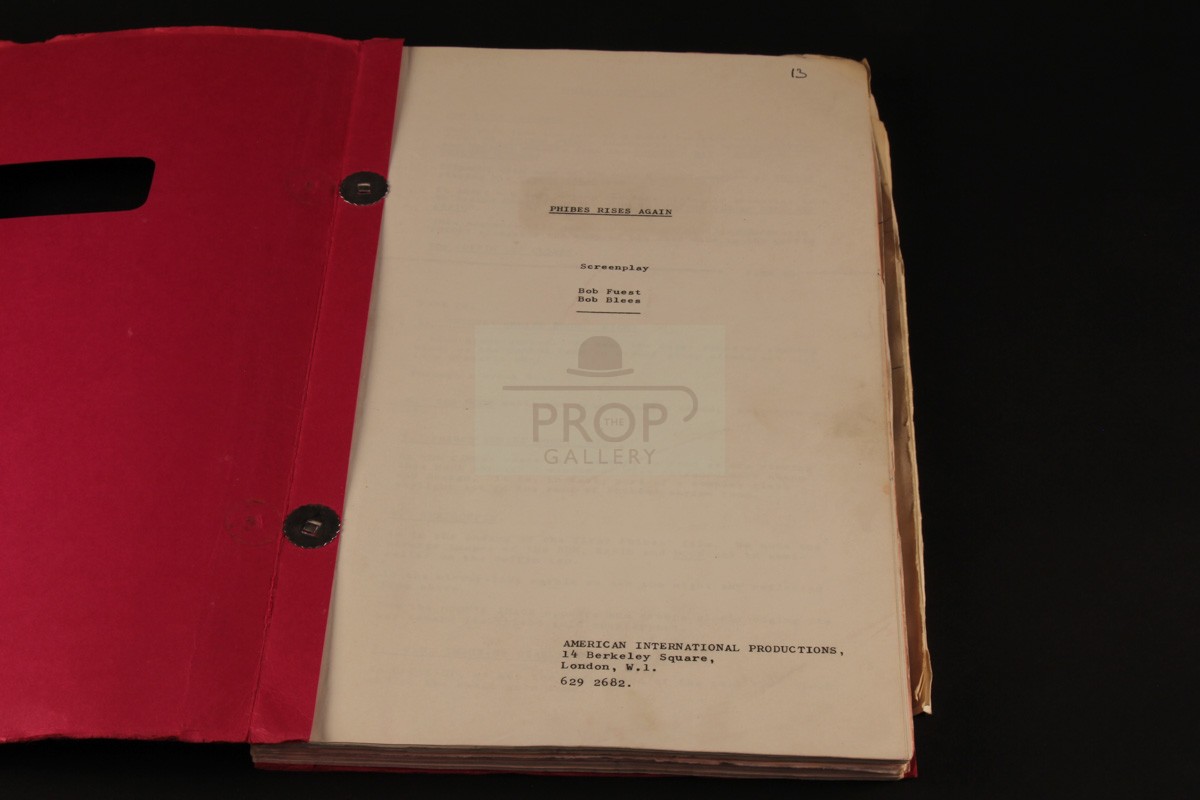 13
PHIBES RISES AGAIN
Screenplay
Bob Fuest
Bob Blees
THE
PROP
GALLERY
AMERICAN INTERNATIONAL PRODUCTIONS,
14 Berkeley Square,
London, W.1.
629 2682.